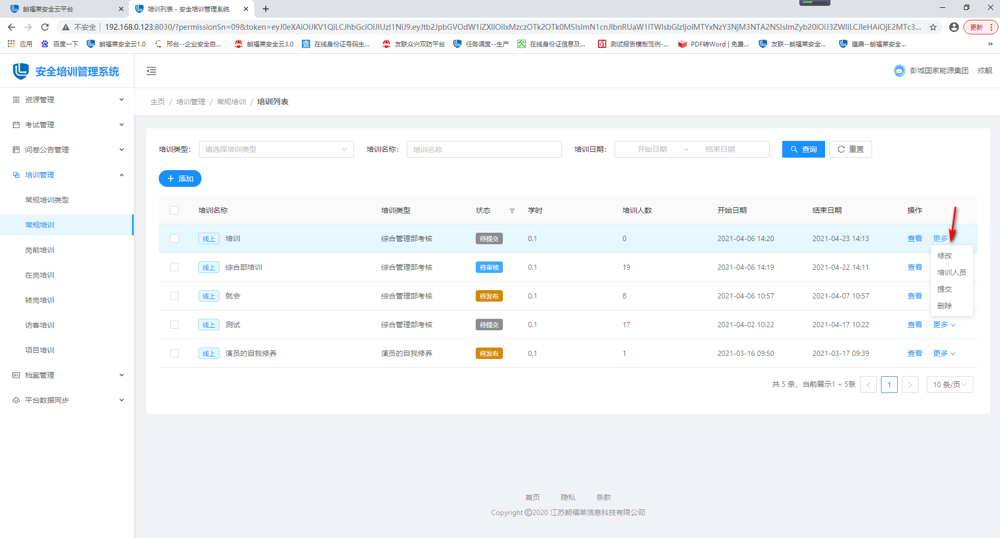 朗福莱安全云平台
培训列表 - 安全培训管理系统
不安全
192.168.0.123:8030/?permissionSn=09&token=eyJ0eXAiOiJKV1QiLCJhbGciOiJIUzI1NiJ9.eyJtb2JpbGVOdW1iZXIiOiIxMzczOTk2OTk0MSIsImN1cnJlbnRUaW1lTWlsbGlzIjoiMTYxNzY3NjM3NTA2NSIsImZyb20iOiJ3ZWIiLCJleHAiOjE2MTc3...
更新
应用
百度一下
朗福莱安全云1.0
邢台--企业安全自...
朗福莱安全云3.0
查
在线身份证号码生...
友联众兴双防平台
任务调度--生产
在线身份证信息及...
51
测试报告模板范例-...
PDF转Word | 免费...
友联--朗福莱安全...
蕴鼎--朗福莱安全...
»
安全培训管理系统
彭城国家能源集团
戎靓
资源管理
考试管理
问卷公告管理
培训管理
常规培训类型
常规培训
岗前培训
在岗培训
转岗培训
访客培训
项目培训
档案管理
平台数据同步
主页 / 培训管理 / 常规培训 / 培训列表
培训类型：
请选择培训类型
培训名称：
培训名称
培训日期：
开始日期 ~ 结束日期
查询
重置
+ 添加
培训名称 培训类型 状态 学时 培训人数 开始日期 结束日期 操作
线上 培训 综合管理部考核 待提交 0.1 0 2021-04-06 14:20 2021-04-23 14:13 查看 更多
线上 综合部培训 综合管理部考核 待审核 0.1 19 2021-04-06 14:19 2021-04-22 14:11 查看
线上 就会 综合管理部考核 待发布 0.1 8 2021-04-06 10:57 2021-04-07 10:57 查看
线上 测试 综合管理部考核 待提交 0.1 17 2021-04-02 10:22 2021-04-17 10:22 查看 更多
线上 演员的自我修养 演员的自我修养 待发布 0.1 1 2021-03-16 09:50 2021-03-17 09:39 查看 更多
修改
培训人员
提交
删除
共 5 条，当前展示1 ~ 5条 < 1 > 10 条/页
首页 隐私 条款
Copyright ©2020 江苏朗福莱信息科技有限公司